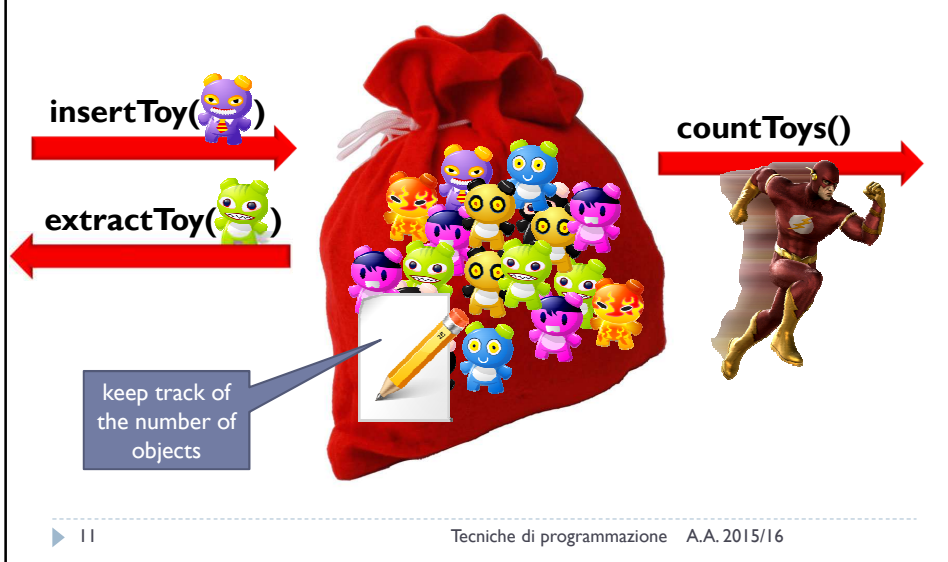 insertToy( )
countToys()
extractToy( )
keep track of
the number of
objects
11 Tecniche di programmazione A.A. 2015/16